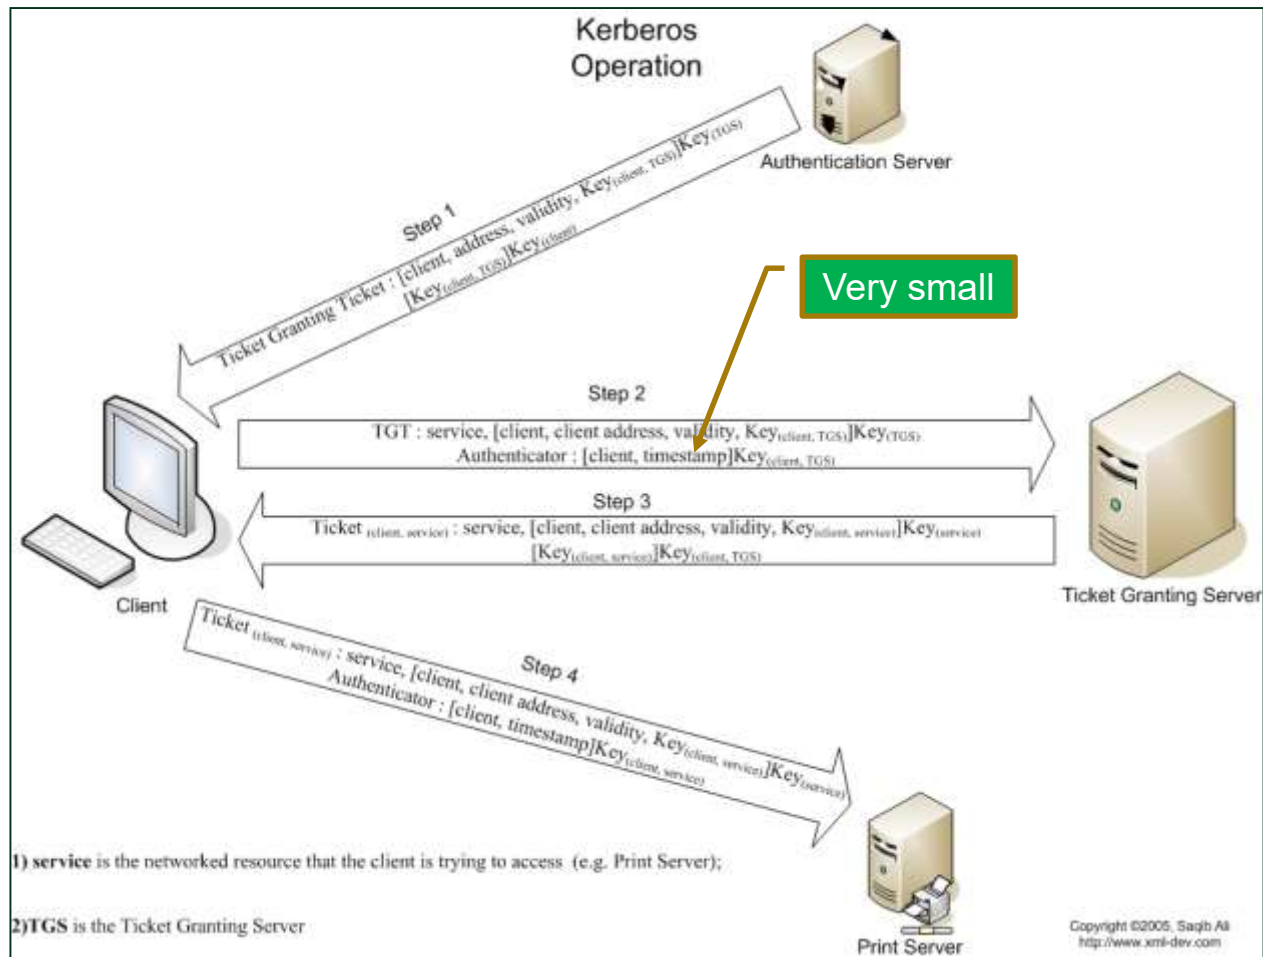 Kerberos
Operation
Authentication Server
Step 1
Ticket Granting Ticket : [client, address, validity, Key(client, TGS)]Key(TGS)
[Key(client, TGS)]Key(client)
Very small
Step 2
TGT : service, [client, client address, validity, Key(client, TGS)]Key(TGS)
Authenticator : [client, timestamp]Key(client, TGS)
Step 3
Ticket (client, service) : service, [client, client address, validity, Key(client, service)]Key(service)
[Key(client, service)]Key(client, TGS)
Client
Ticket Granting Server
Step 4
Ticket (client, service) : service, [client, client address, validity, Key(client, service)]Key(service)
Authenticator : [client, timestamp]Key(client, service)
1) service is the networked resource that the client is trying to access (e.g. Print Server);
2)TGS is the Ticket Granting Server
Print Server
Copyright ©2005, Saqib Ali
http://www.xml-dev.com